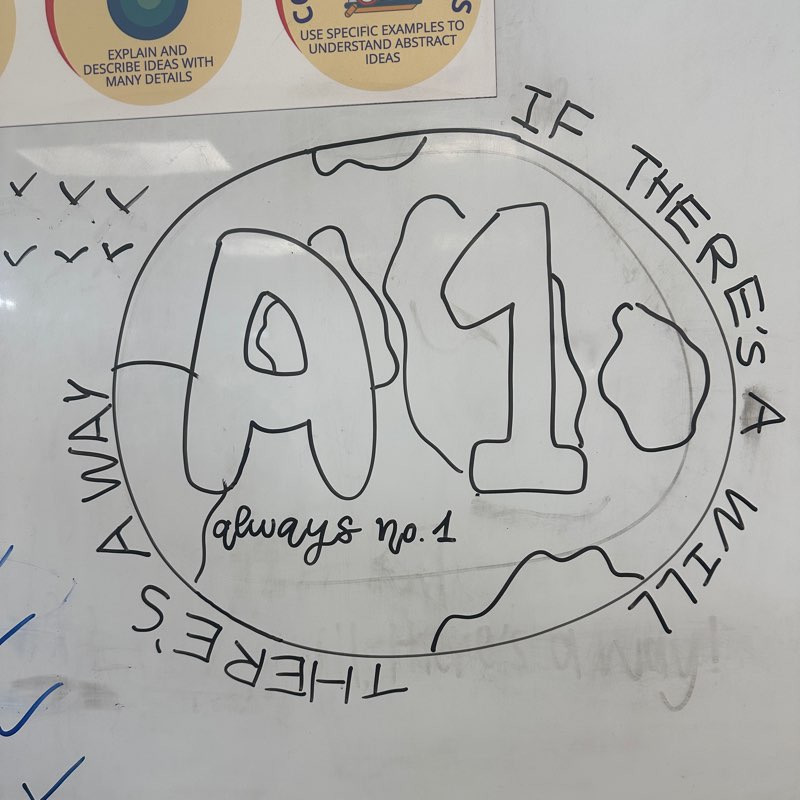 EXPLAIN AND
DESCRIBE IDEAS WITH
MANY DETAILS
USE SPECIFIC EXAMPLES TO
UNDERSTAND ABSTRACT
IDEAS
IF THERE'S A WILL THERE'S A WAY
A1
always no. 1